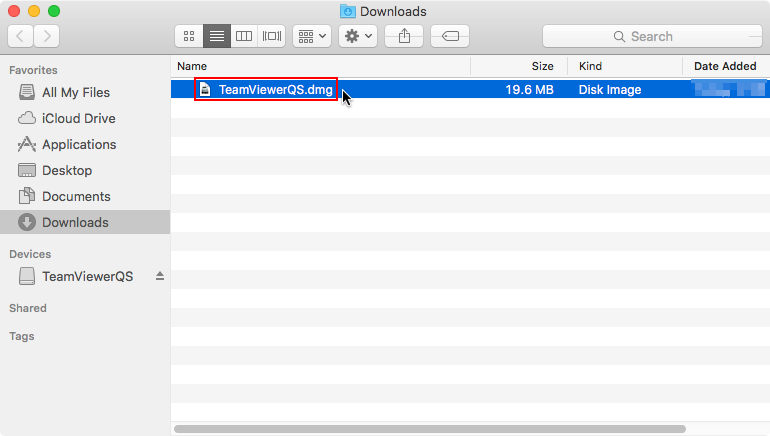 Downloads
Search
Favorites
All My Files
iCloud Drive
Applications
Desktop
Documents
Downloads
Devices
TeamViewerQS
Shared
Tags
Name Size Kind Date Added
TeamViewerQS.dmg 19.6 MB Disk Image